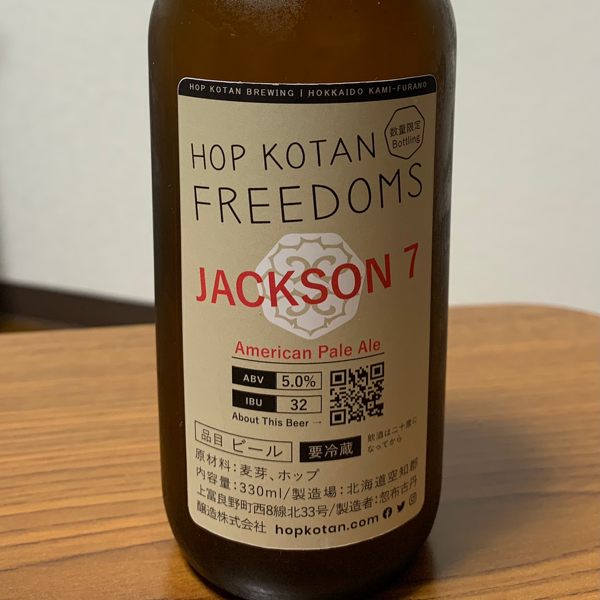 HOP KOTAN BREWING | HOKKAIDO KAMI-FURANO
数量限定
Bottling
HOP KOTAN
FREEDOMS
JACKSON 7
American Pale Ale
ABV 5.0%
IBU 32
About This Beer →
品目 ビール 要冷蔵
飲酒は二十歳に
なってから
原材料:麦芽、ホップ
内容量:330ml/製造場:北海道空知郡
上富良野町西8線北33号/製造者:忽布古丹
醸造株式会社 hopkotan.com